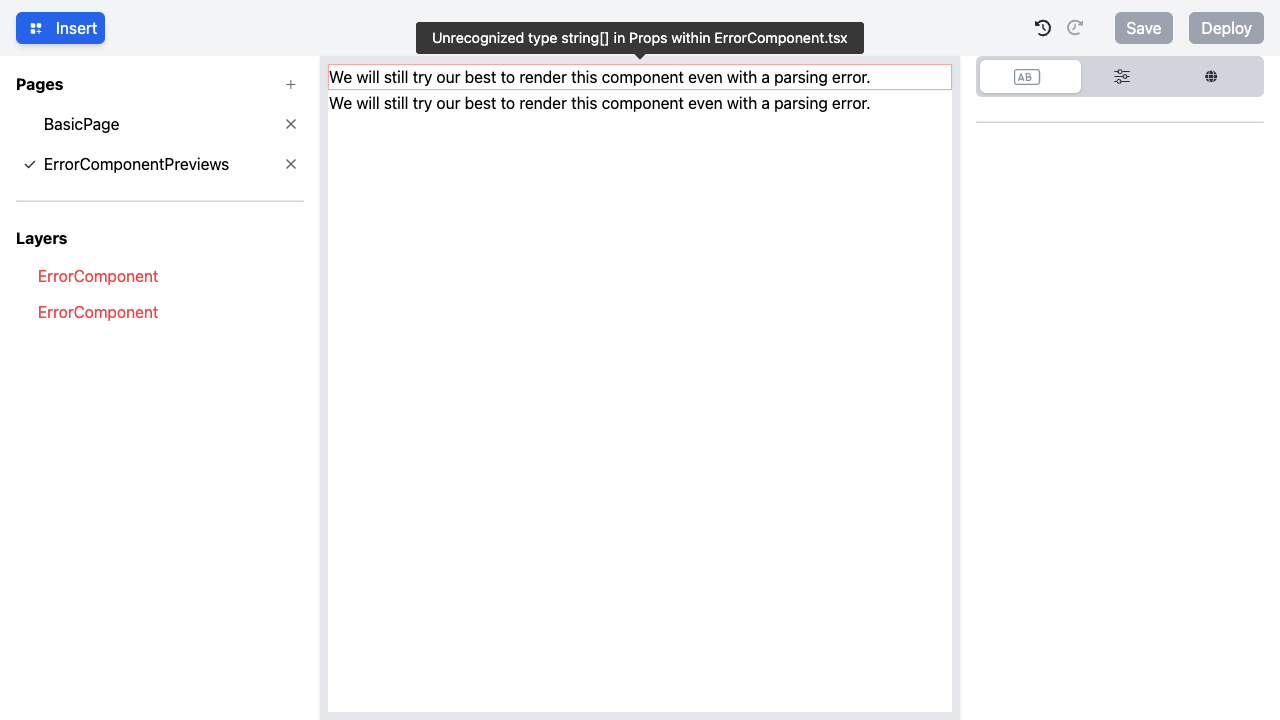 Insert
Unrecognized type string[] in Props within ErrorComponent.tsx
Save
Deploy
Pages
BasicPage
ErrorComponentPreviews
Layers
ErrorComponent
ErrorComponent
We will still try our best to render this component even with a parsing error.
We will still try our best to render this component even with a parsing error.
AB